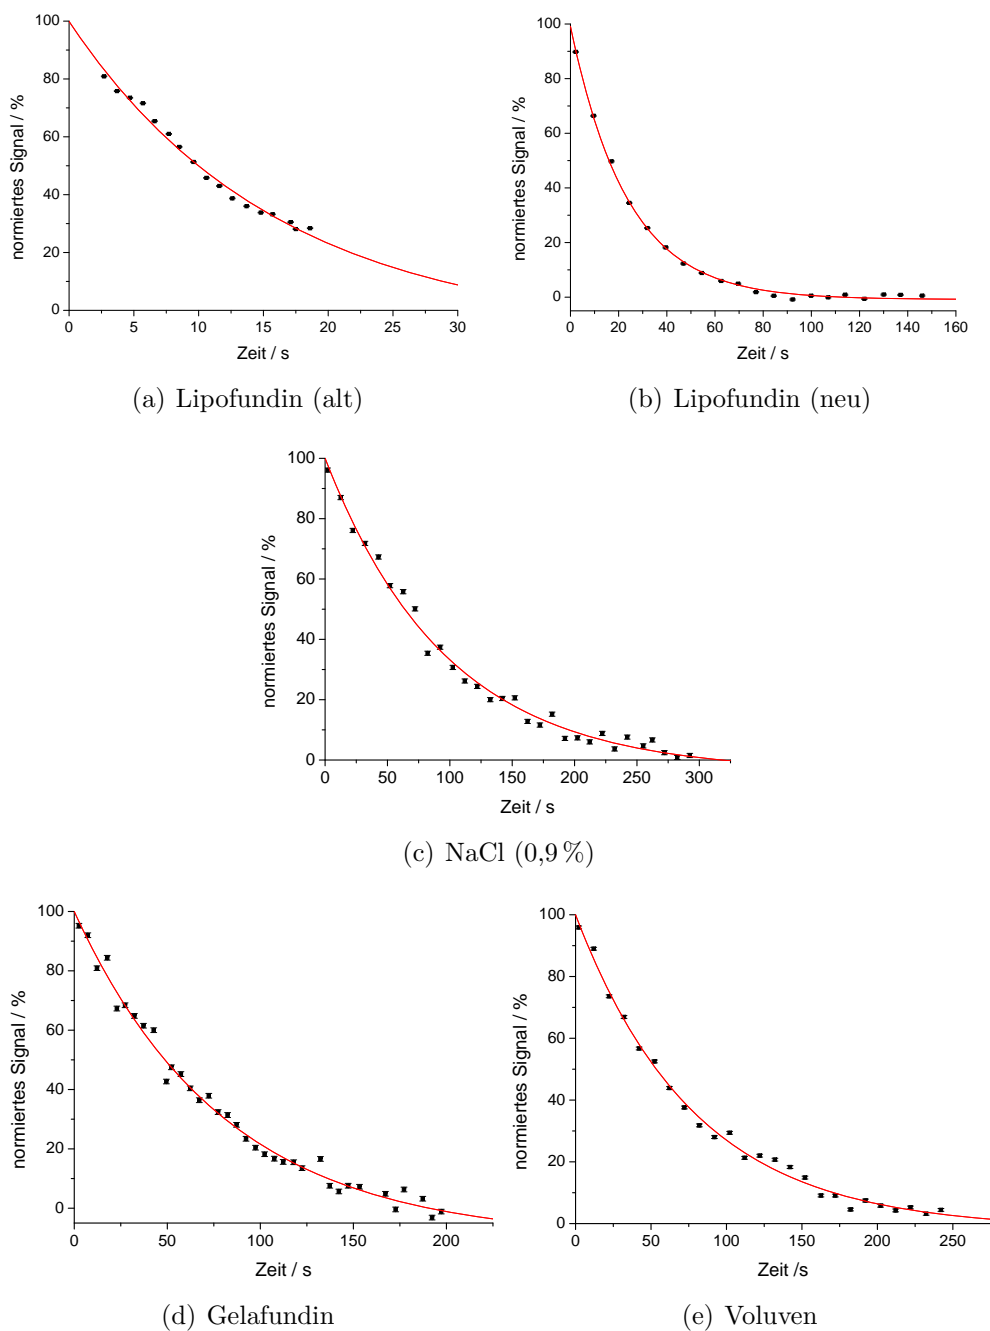 100
80
60
40
20
0
normiertes Signal / %
0 5 10 15 20 25 30
Zeit / s
(a) Lipofundin (alt)
100
80
60
40
20
0
normiertes Signal / %
0 20 40 60 80 100 120 140 160
Zeit / s
(b) Lipofundin (neu)
100
80
60
40
20
0
normiertes Signal / %
0 50 100 150 200 250 300
Zeit / s
(c) NaCl (0,9 %)
100
80
60
40
20
0
normiertes Signal / %
0 50 100 150 200
Zeit / s
(d) Gelafundin
100
80
60
40
20
0
normiertes Signal / %
0 50 100 150 200 250
Zeit /s
(e) Voluven